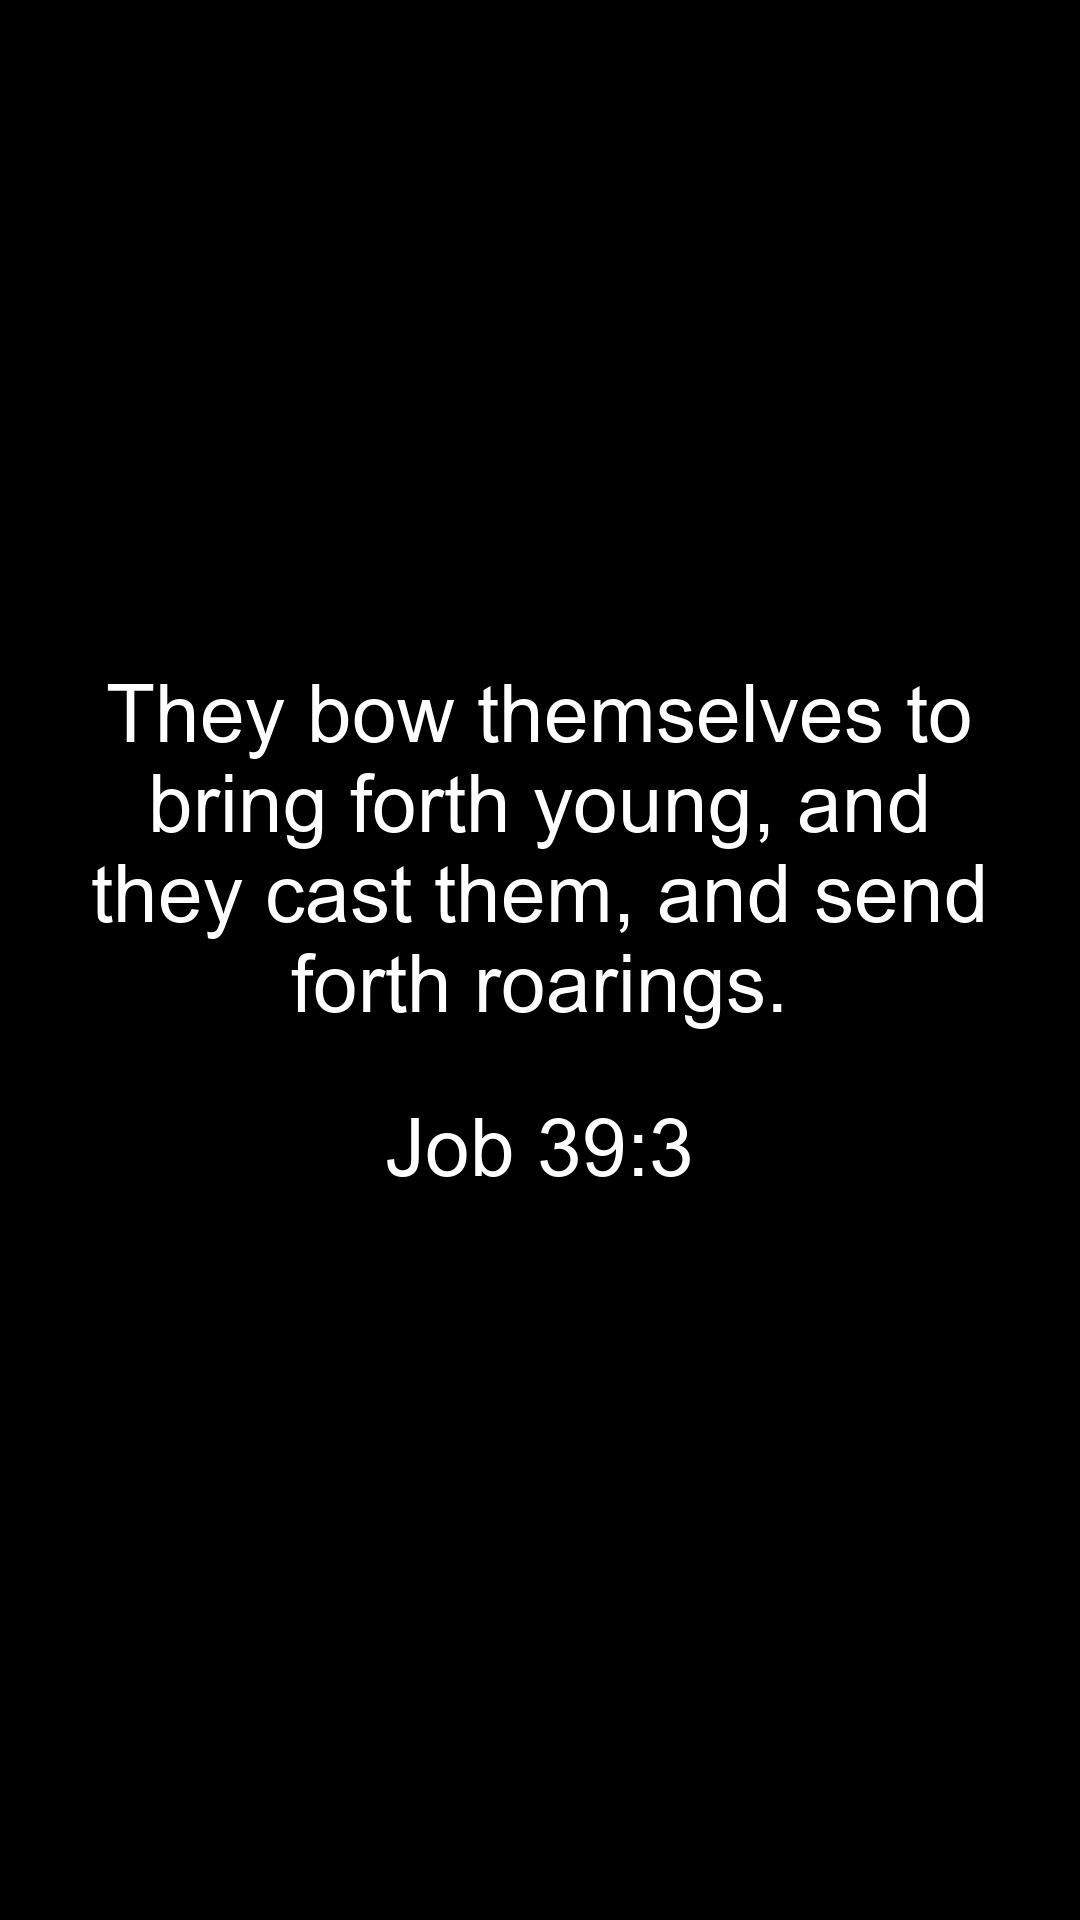 They bow themselves to
bring forth young, and
they cast them, and send
forth roarings.
Job 39:3